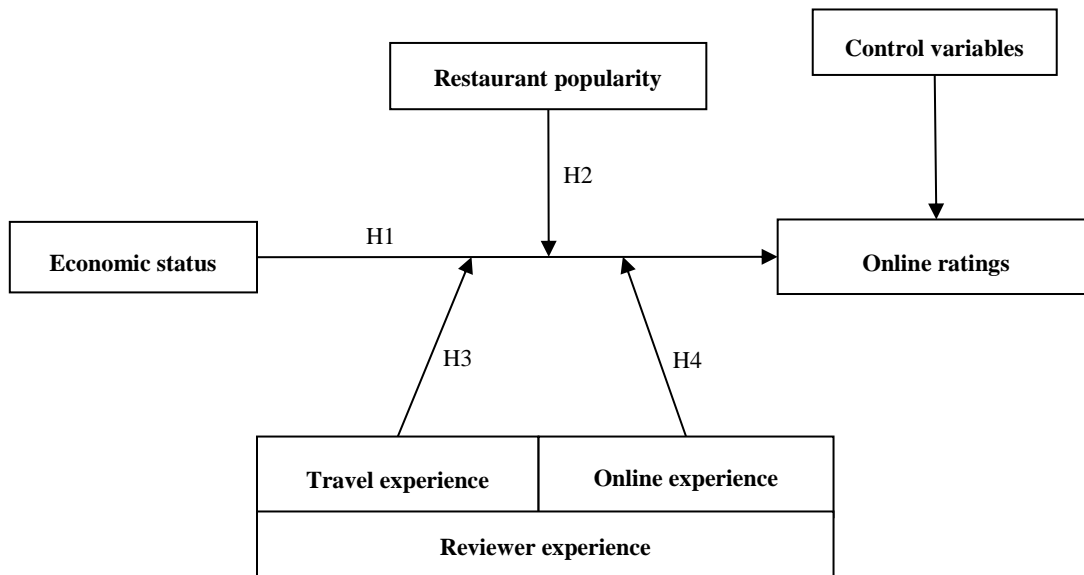 Control variables
Restaurant popularity
H2
H1
Economic status
Online ratings
H3
H4
Travel experience
Online experience
Reviewer experience